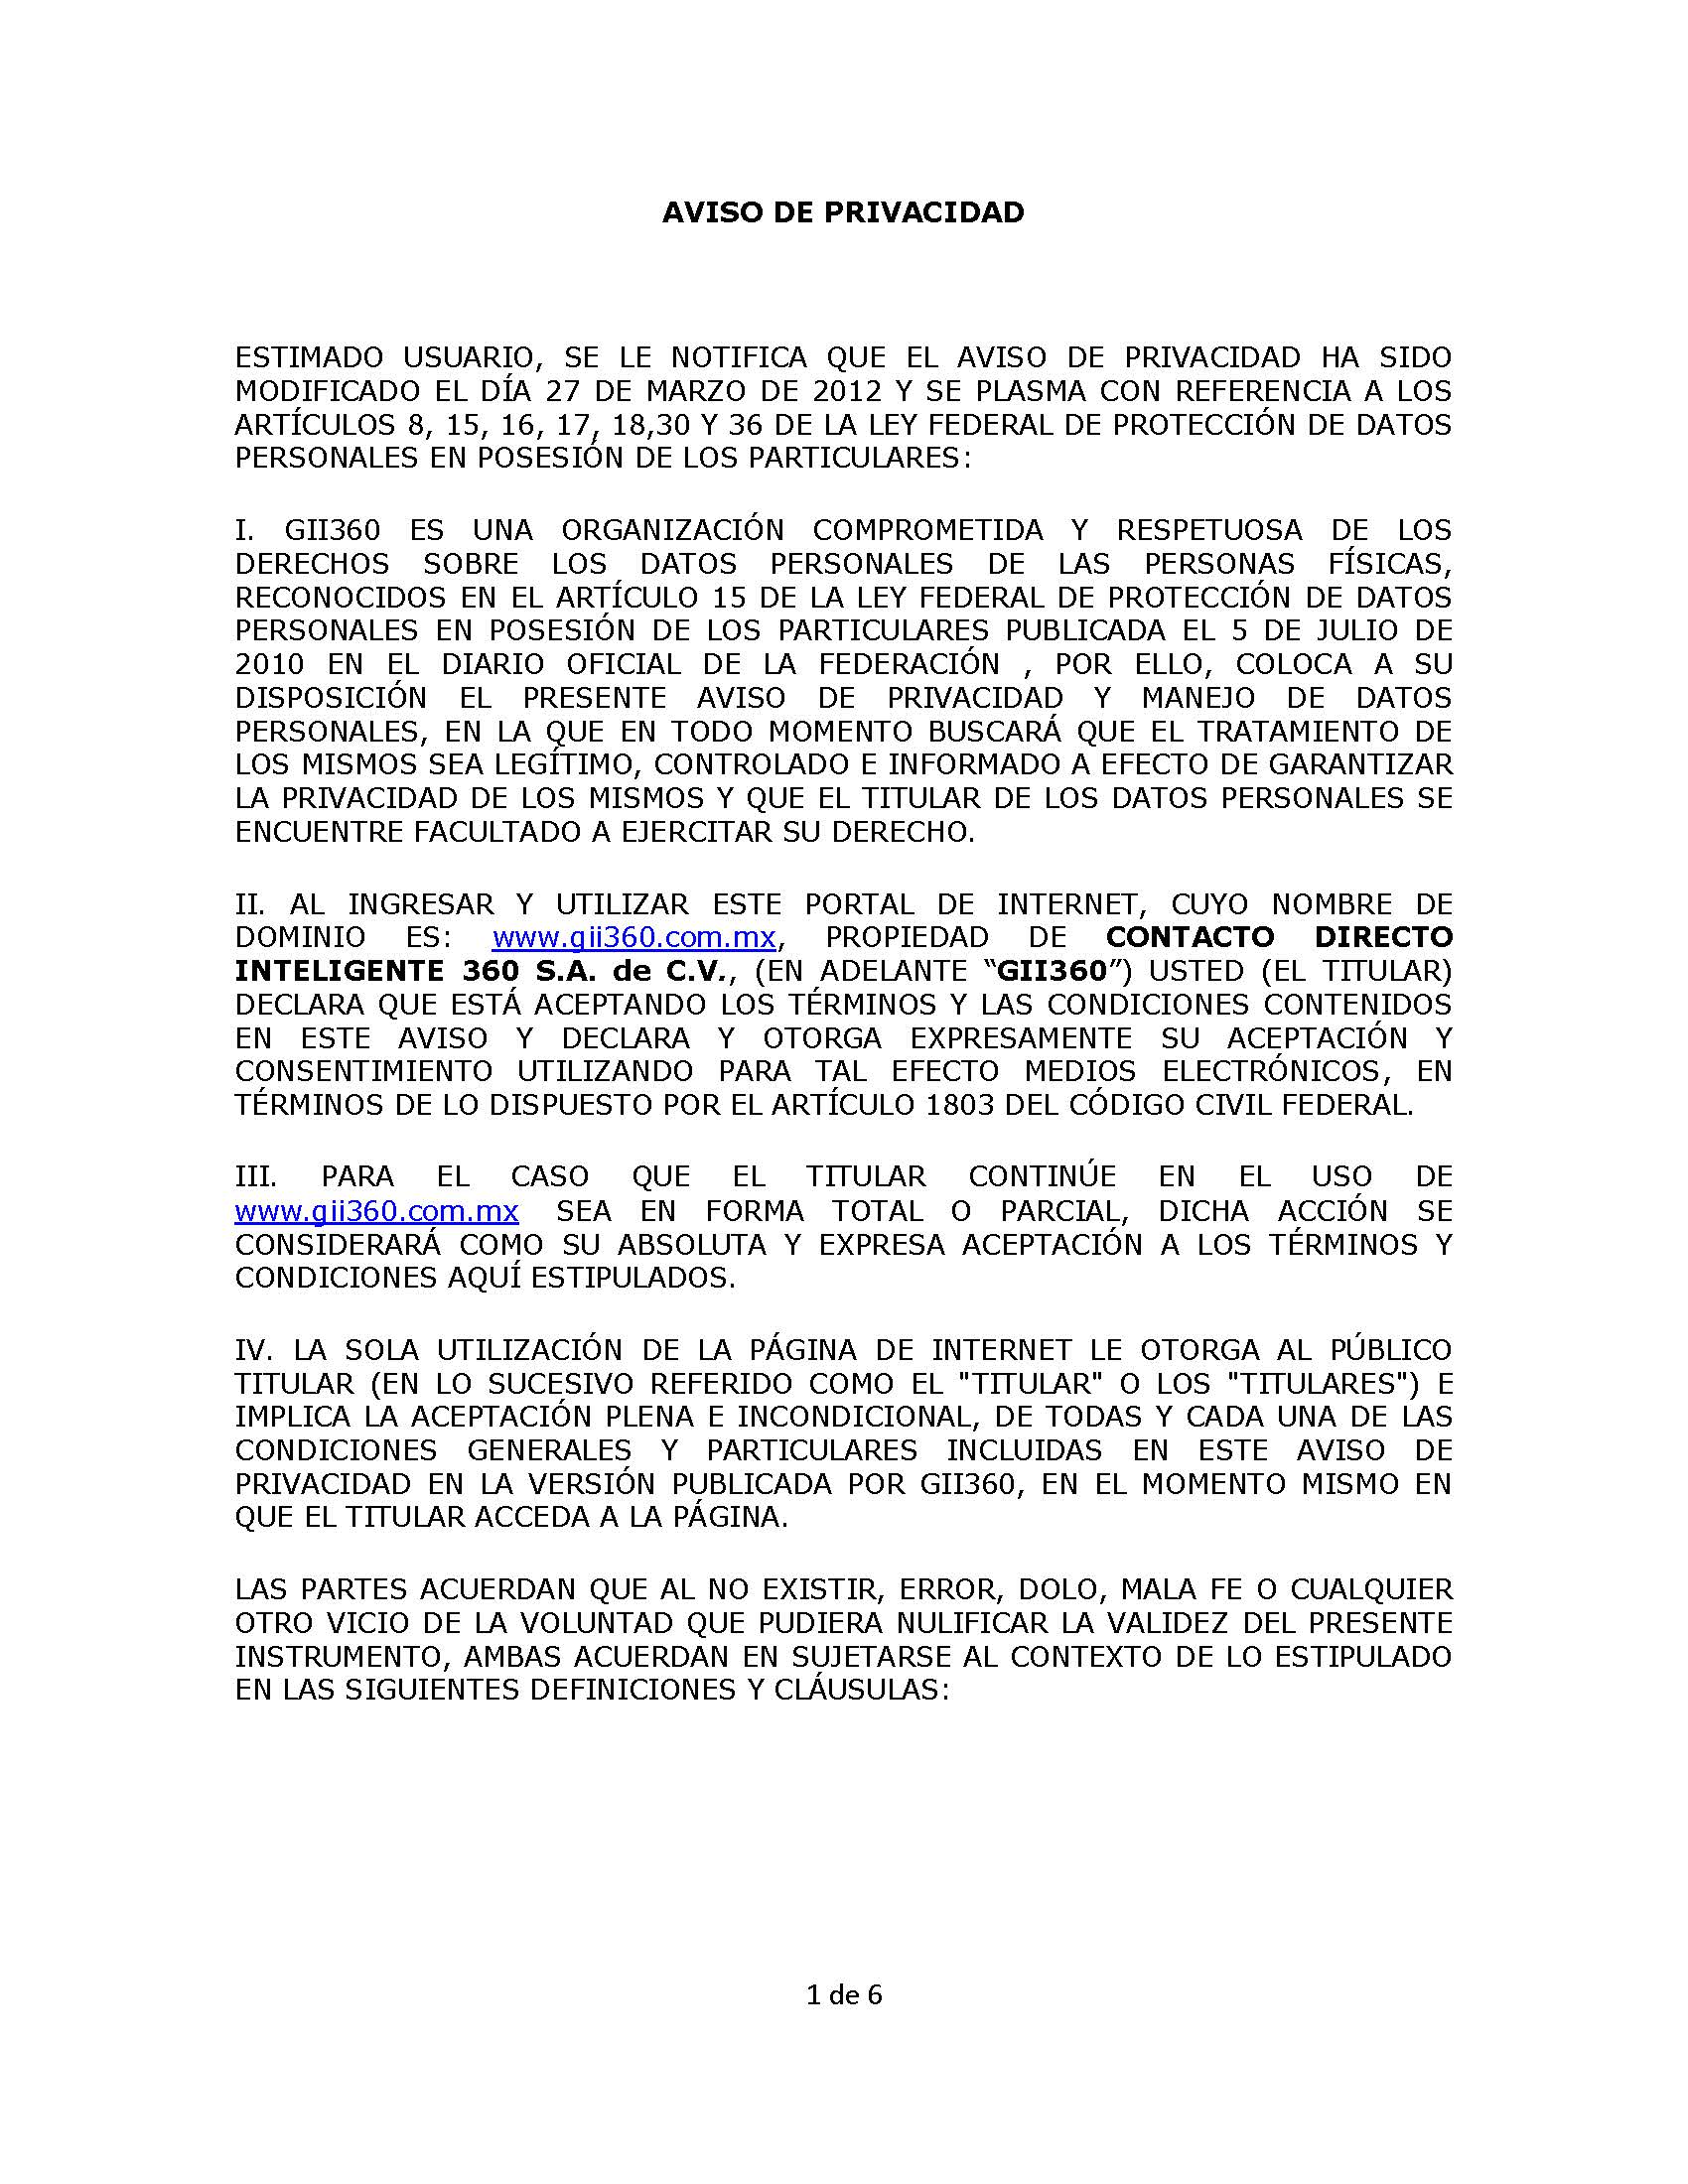 AVISO DE PRIVACIDAD
ESTIMADO USUARIO, SE LE NOTIFICA QUE EL AVISO DE PRIVACIDAD HA SIDO
MODIFICADO EL DÍA 27 DE MARZO DE 2012 Y SE PLASMA CON REFERENCIA A LOS
ARTÍCULOS 8, 15, 16, 17, 18,30 Y 36 DE LA LEY FEDERAL DE PROTECCIÓN DE DATOS
PERSONALES EN POSESIÓN DE LOS PARTICULARES:
I. GII360 ES UNA ORGANIZACIÓN COMPROMETIDA Y RESPETUOSA DE LOS
DERECHOS SOBRE LOS DATOS PERSONALES DE LAS PERSONAS FÍSICAS,
RECONOCIDOS EN EL ARTÍCULO 15 DE LA LEY FEDERAL DE PROTECCIÓN DE DATOS
PERSONALES EN POSESIÓN DE LOS PARTICULARES PUBLICADA EL 5 DE JULIO DE
2010 EN EL DIARIO OFICIAL DE LA FEDERACIÓN , POR ELLO, COLOCA A SU
DISPOSICIÓN EL PRESENTE AVISO DE PRIVACIDAD Y MANEJO DE DATOS
PERSONALES, EN LA QUE EN TODO MOMENTO BUSCARÁ QUE EL TRATAMIENTO DE
LOS MISMOS SEA LEGÍTIMO, CONTROLADO E INFORMADO A EFECTO DE GARANTIZAR
LA PRIVACIDAD DE LOS MISMOS Y QUE EL TITULAR DE LOS DATOS PERSONALES SE
ENCUENTRE FACULTADO A EJERCITAR SU DERECHO.
II. AL INGRESAR Y UTILIZAR ESTE PORTAL DE INTERNET, CUYO NOMBRE DE
DOMINIO ES: www.gii360.com.mx, PROPIEDAD DE CONTACTO DIRECTO
INTELIGENTE 360 S.A. de C.V., (EN ADELANTE “GII360”) USTED (EL TITULAR)
DECLARA QUE ESTÁ ACEPTANDO LOS TÉRMINOS Y LAS CONDICIONES CONTENIDOS
EN ESTE AVISO Y DECLARA Y OTORGA EXPRESAMENTE SU ACEPTACIÓN Y
CONSENTIMIENTO UTILIZANDO PARA TAL EFECTO MEDIOS ELECTRÓNICOS, EN
TÉRMINOS DE LO DISPUESTO POR EL ARTÍCULO 1803 DEL CÓDIGO CIVIL FEDERAL.
III. PARA EL CASO QUE EL TITULAR CONTINÚE EN EL USO DE
www.gii360.com.mx SEA EN FORMA TOTAL O PARCIAL, DICHA ACCIÓN SE
CONSIDERARÁ COMO SU ABSOLUTA Y EXPRESA ACEPTACIÓN A LOS TÉRMINOS Y
CONDICIONES AQUÍ ESTIPULADOS.
IV. LA SOLA UTILIZACIÓN DE LA PÁGINA DE INTERNET LE OTORGA AL PÚBLICO
TITULAR (EN LO SUCESIVO REFERIDO COMO EL "TITULAR" O LOS "TITULARES") E
IMPLICA LA ACEPTACIÓN PLENA E INCONDICIONAL, DE TODAS Y CADA UNA DE LAS
CONDICIONES GENERALES Y PARTICULARES INCLUIDAS EN ESTE AVISO DE
PRIVACIDAD EN LA VERSIÓN PUBLICADA POR GII360, EN EL MOMENTO MISMO EN
QUE EL TITULAR ACCEDA A LA PÁGINA.
LAS PARTES ACUERDAN QUE AL NO EXISTIR, ERROR, DOLO, MALA FE O CUALQUIER
OTRO VICIO DE LA VOLUNTAD QUE PUDIERA NULIFICAR LA VALIDEZ DEL PRESENTE
INSTRUMENTO, AMBAS ACUERDAN EN SUJETARSE AL CONTEXTO DE LO ESTIPULADO
EN LAS SIGUIENTES DEFINICIONES Y CLÁUSULAS:
1 de 6